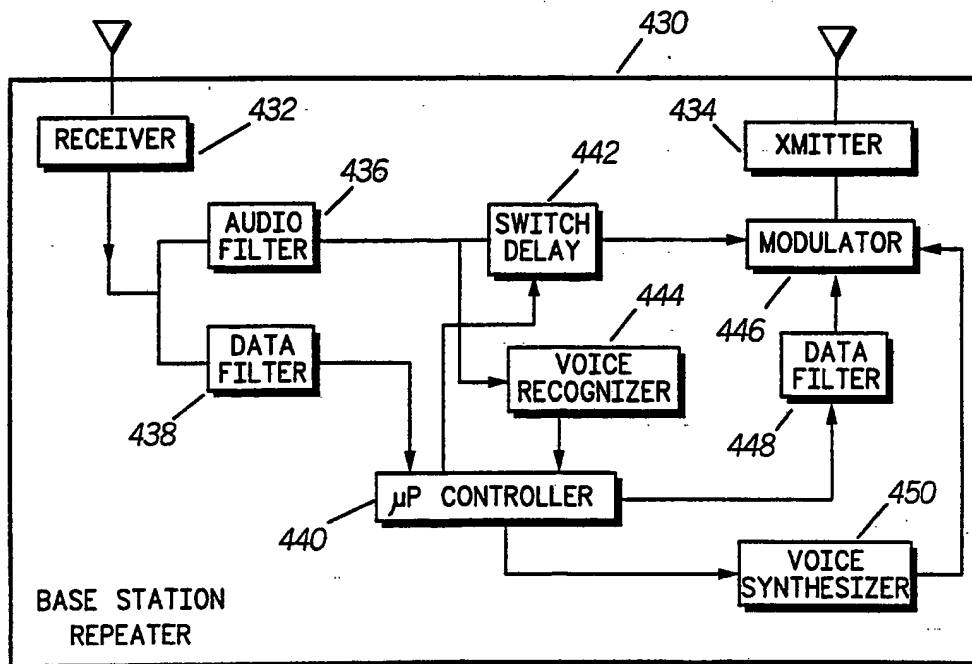 430
RECEIVER
432
434
XMITTER
436
442
AUDIO
FILTER
SWITCH
DELAY
MODULATOR
446
444
DATA
FILTER
438
VOICE
RECOGNIZER
DATA
FILTER
448
μP CONTROLLER
440
450
VOICE
SYNTHESIZER
BASE STATION
REPEATER